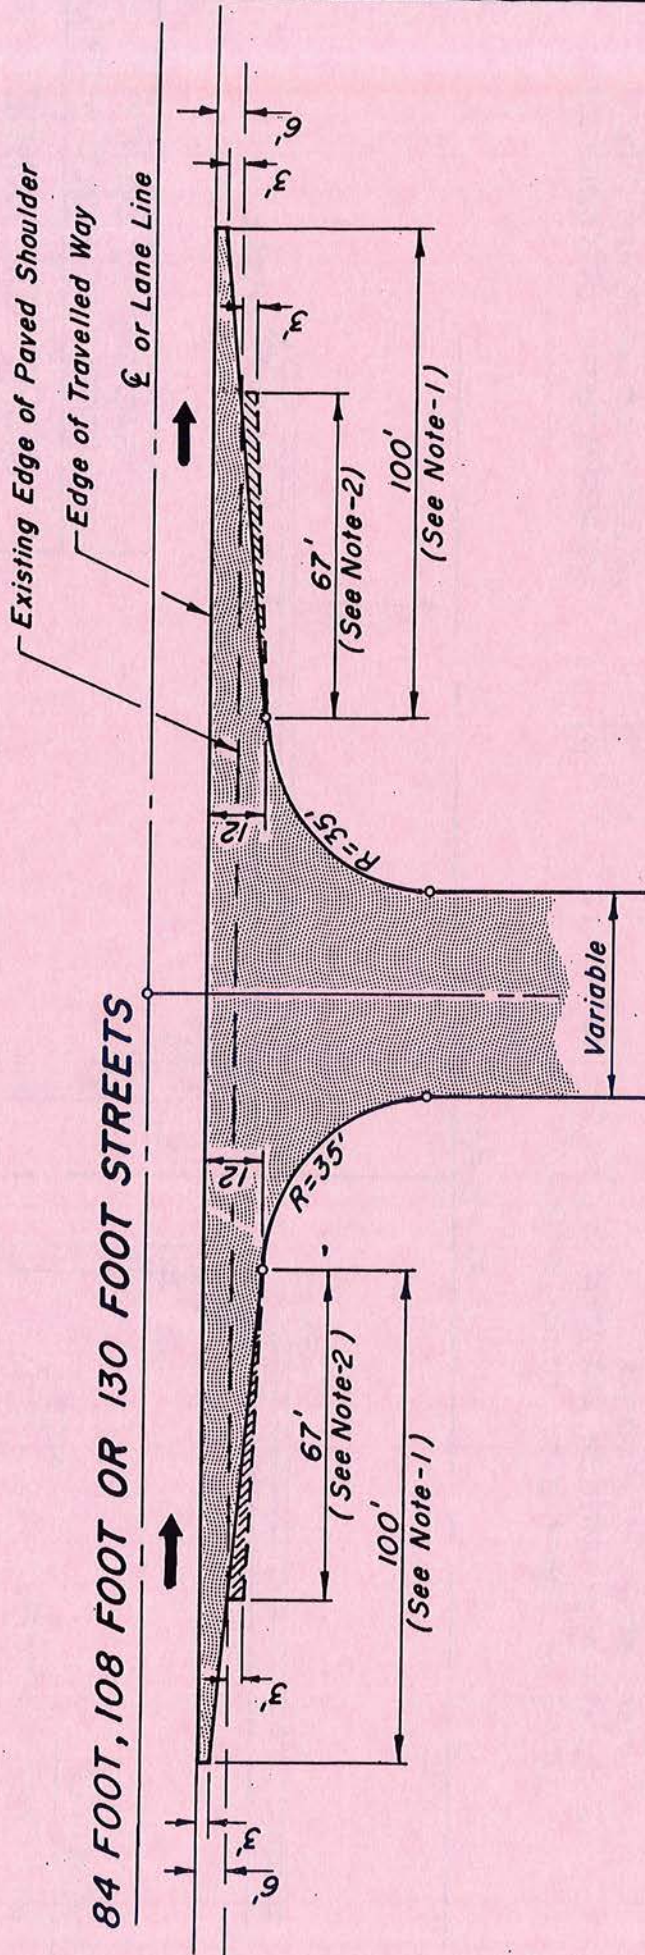 84 FOOT, 108 FOOT OR 130 FOOT STREETS
Existing Edge of Paved Shoulder
Edge of Travelled Way
℄ or Lane Line
6'
3'
3'
12'
12'
R=35'
R=35'
3'
3'
6'
67'
(See Note-2)
100'
(See Note-1)
67'
(See Note-2)
100'
(See Note-1)
Variable